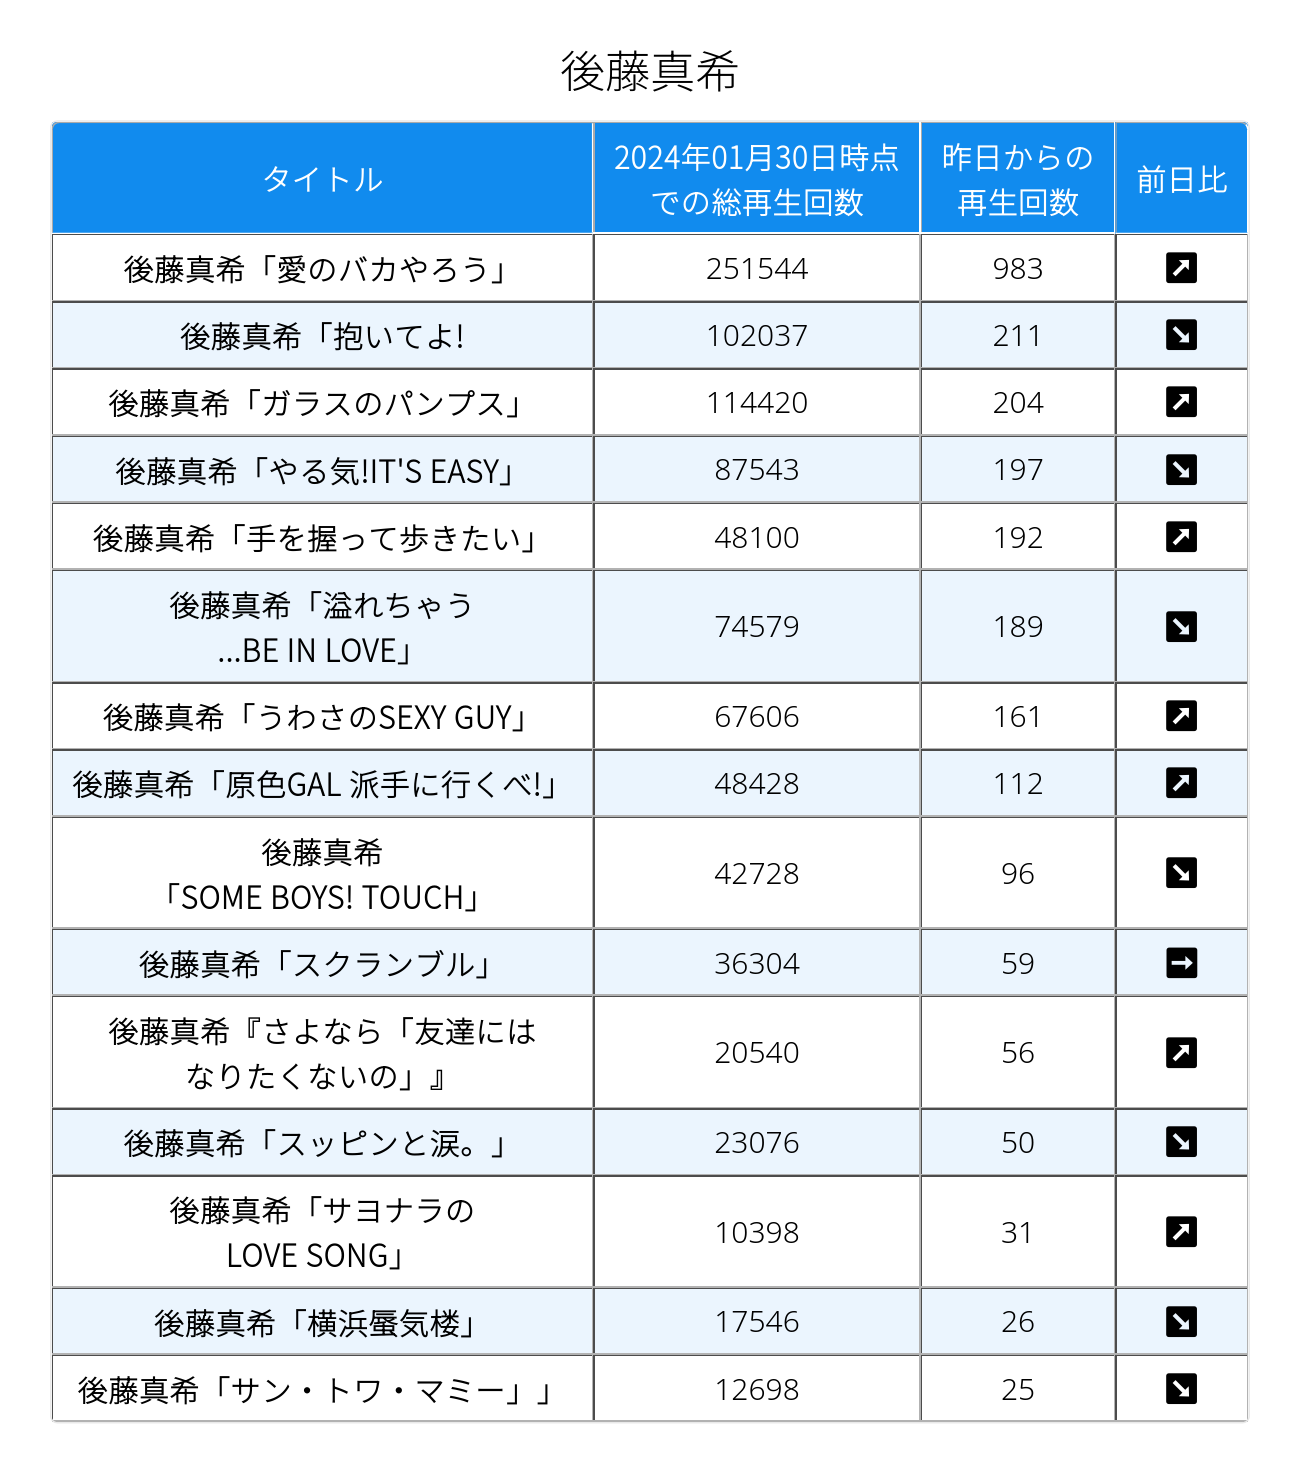 後藤真希
タイトル
2024年01月30日時点
での総再生回数
昨日からの
再生回数
前日比
後藤真希「愛のバカやろう」 251544 983 ↗
後藤真希「抱いてよ! 102037 211 ↘
後藤真希「ガラスのパンプス」 114420 204 ↗
後藤真希「やる気!IT'S EASY」 87543 197 ↘
後藤真希「手を握って歩きたい」 48100 192 ↗
後藤真希「溢れちゃう
...BE IN LOVE」 74579 189 ↘
後藤真希「うわさのSEXY GUY」 67606 161 ↗
後藤真希「原色GAL 派手に行くべ!」 48428 112 ↗
後藤真希
「SOME BOYS! TOUCH」 42728 96 ↘
後藤真希「スクランブル」 36304 59 →
後藤真希『さよなら「友達には
なりたくないの」』 20540 56 ↗
後藤真希「スッピンと涙。」 23076 50 ↘
後藤真希「サヨナラの
LOVE SONG」 10398 31 ↗
後藤真希「横浜蜃気楼」 17546 26 ↘
後藤真希「サン・トワ・マミー」」 12698 25 ↘